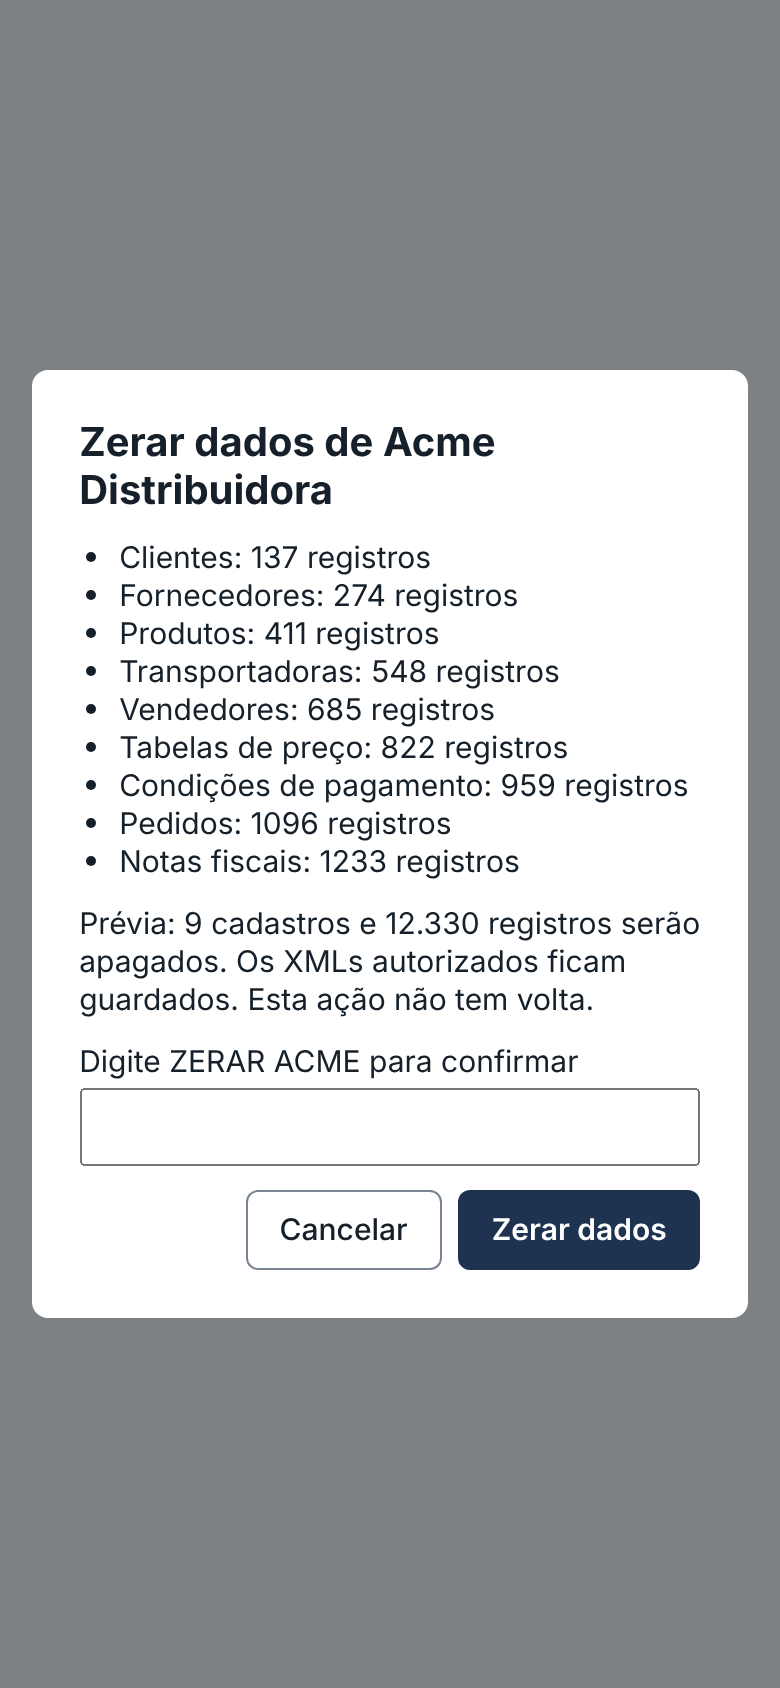 Zerar dados de Acme
Distribuidora
• Clientes: 137 registros
• Fornecedores: 274 registros
• Produtos: 411 registros
• Transportadoras: 548 registros
• Vendedores: 685 registros
• Tabelas de preço: 822 registros
• Condições de pagamento: 959 registros
• Pedidos: 1096 registros
• Notas fiscais: 1233 registros
Prévia: 9 cadastros e 12.330 registros serão
apagados. Os XMLs autorizados ficam
guardados. Esta ação não tem volta.
Digite ZERAR ACME para confirmar
Cancelar
Zerar dados